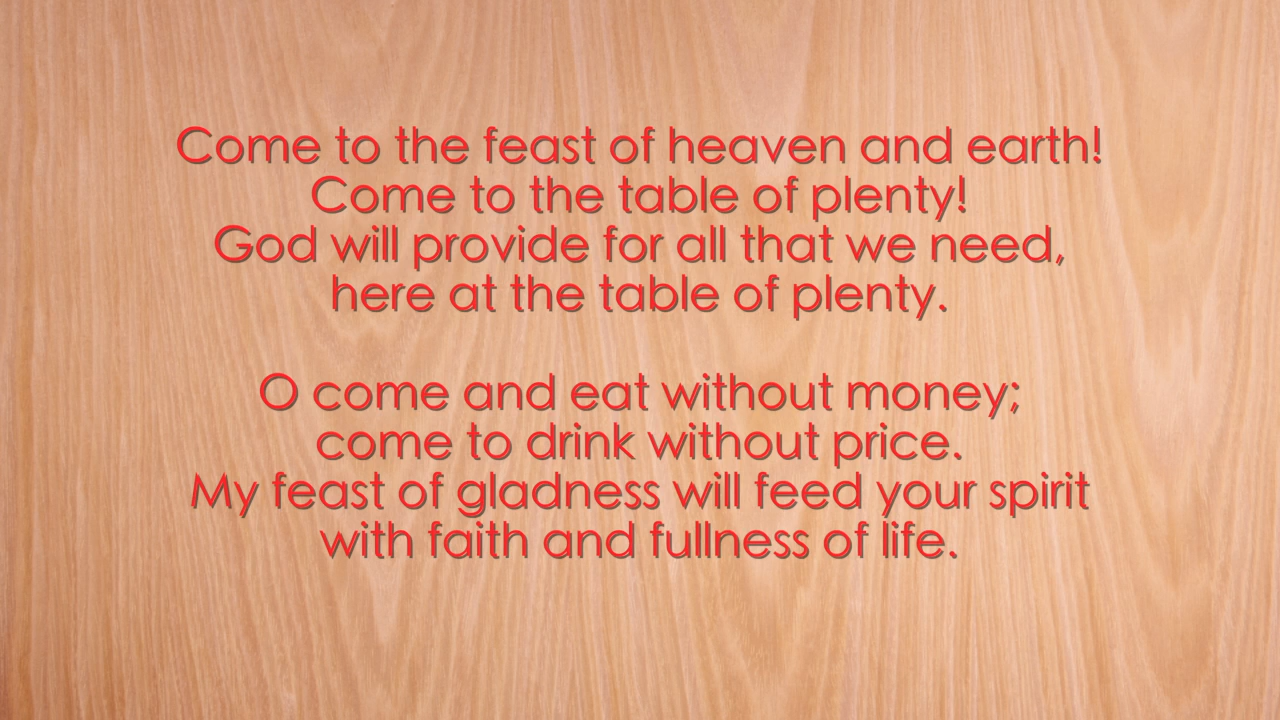 Come to the feast of heaven and earth!
Come to the table of plenty!
God will provide for all that we need,
here at the table of plenty.
O come and eat without money;
come to drink without price.
My feast of gladness will feed your spirit
with faith and fullness of life.